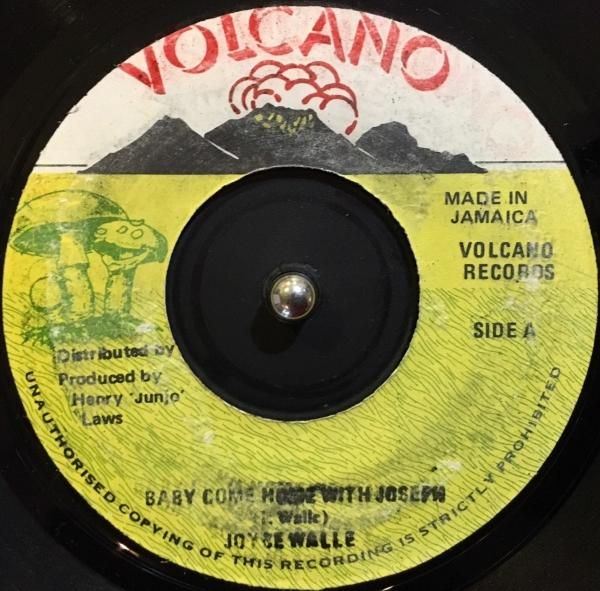 VOLCANO
MADE IN
JAMAICA
VOLCANO
RECORDS
SIDE A
Distributed by
Produced by
Henry 'Junjo'
Laws
BABY COME HOME WITH JOSEPH
(J. Walle)
JOYCE WALLE
UNAUTHORISED COPYING OF THIS RECORDING IS STRICTLY PROHIBITED